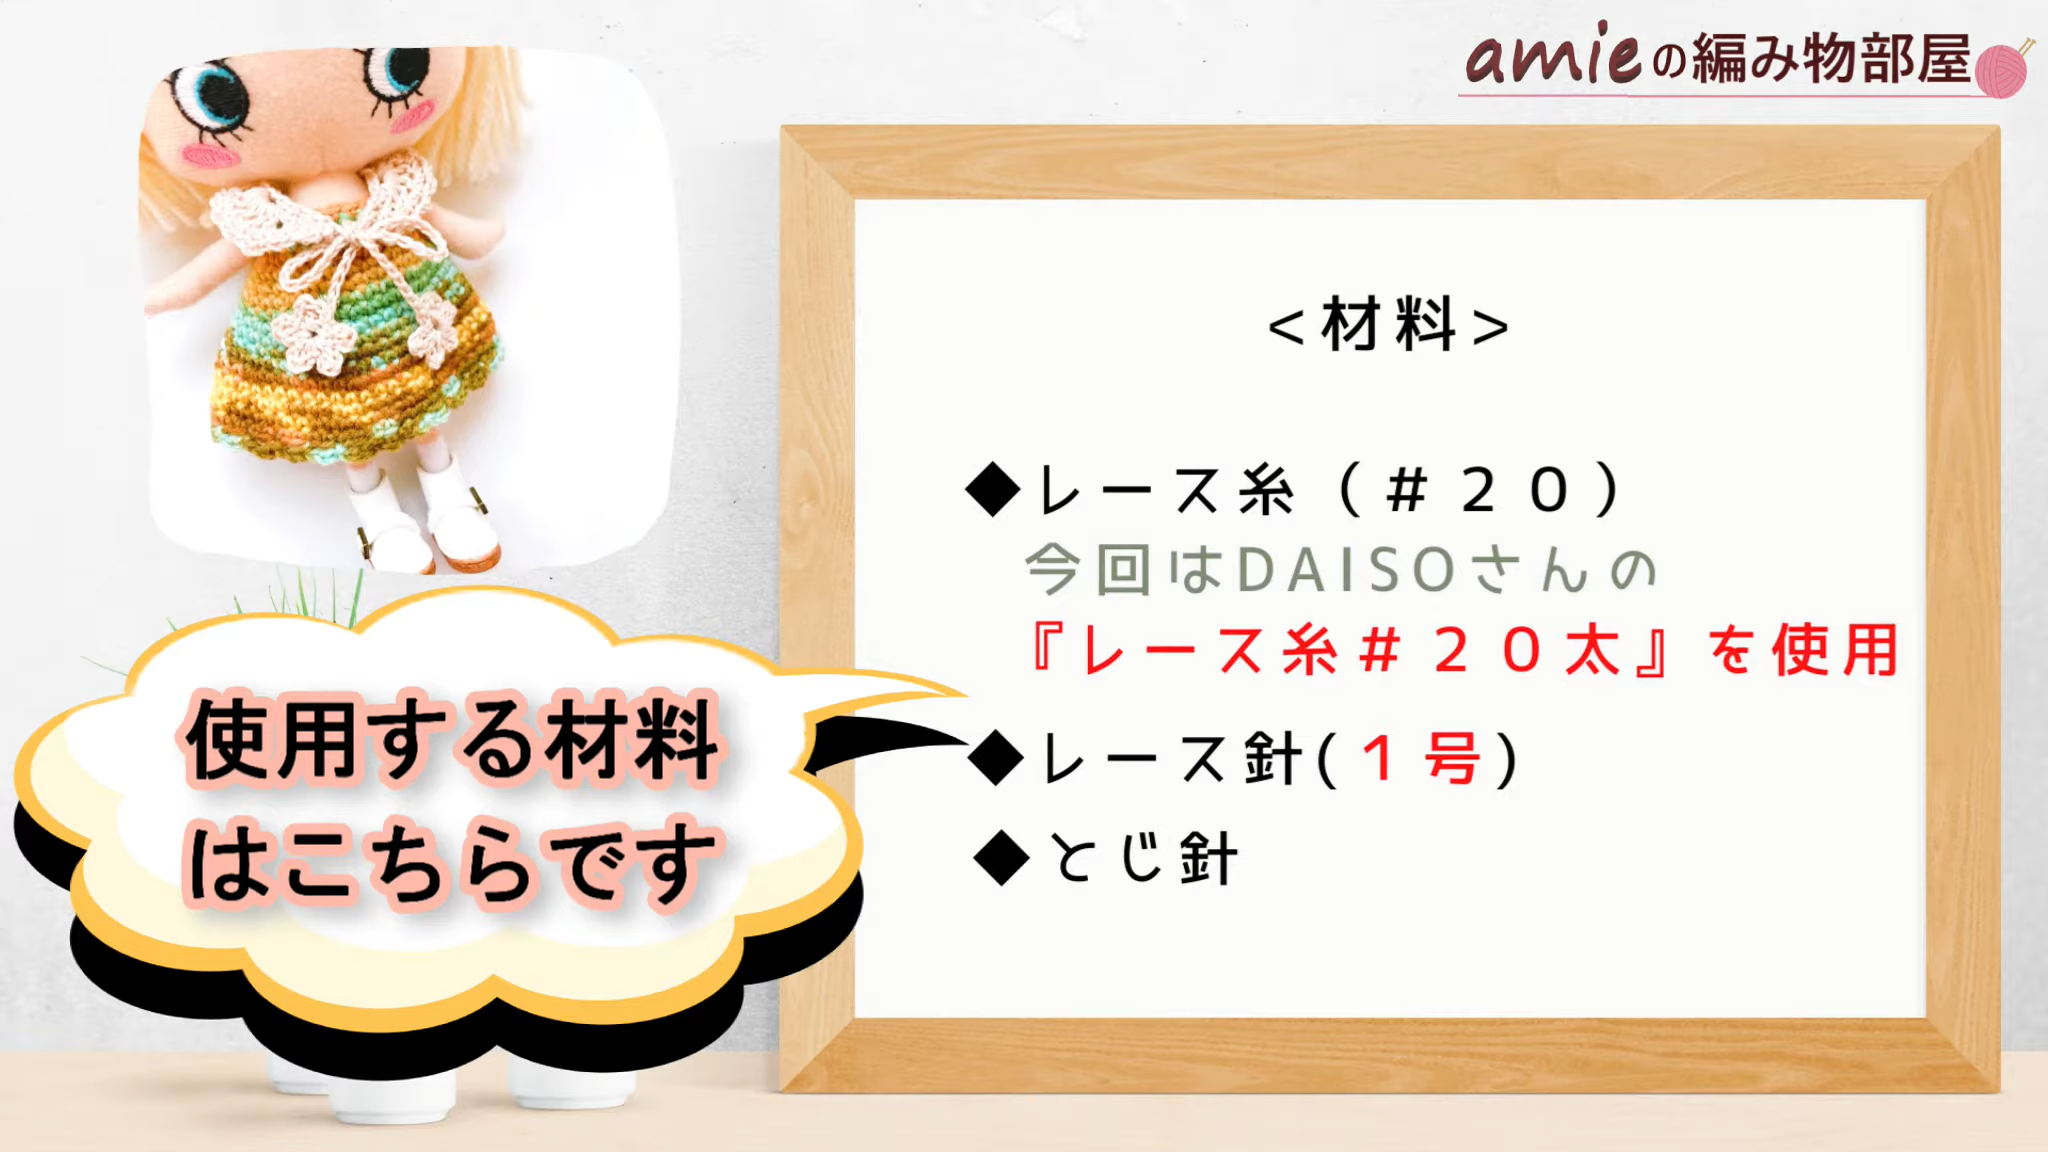 amieの編み物部屋
<材料>
◆レース糸（＃２０）
今回はDAISOさんの
『レース糸＃２０太』を使用
◆レース針(１号)
◆とじ針
使用する材料
はこちらです